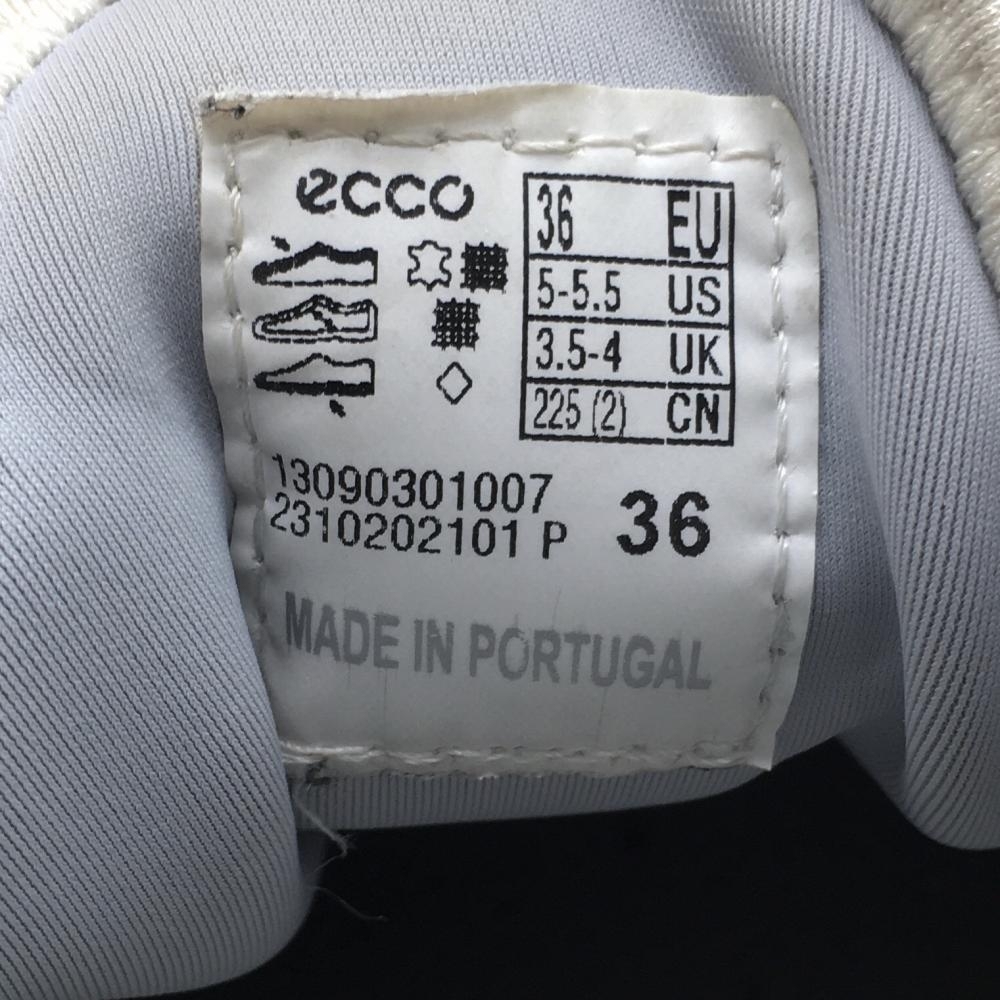 ecco
36 EU
5-5.5 US
3.5-4 UK
225 (2) CN
13090301007
2310202101 P
36
MADE IN PORTUGAL